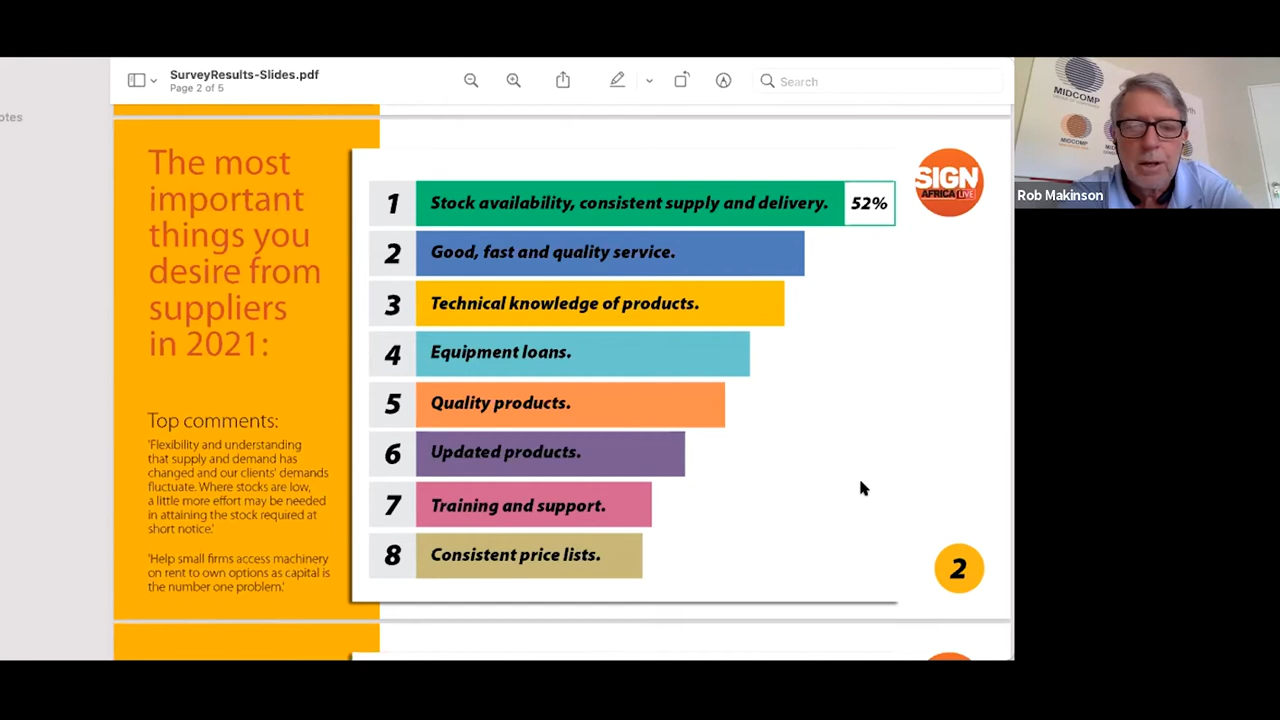 SurveyResults-Slides.pdf
Page 2 of 5
Search
otes
The most
important
things you
desire from
suppliers
in 2021:
Top comments:
'Flexibility and understanding
that supply and demand has
changed and our clients' demands
fluctuate. Where stocks are low,
a little more effort may be needed
in attaining the stock required at
short notice.'
'Help small firms access machinery
on rent to own options as capital is
the number one problem.'
1 Stock availability, consistent supply and delivery. 52%
2 Good, fast and quality service.
3 Technical knowledge of products.
4 Equipment loans.
5 Quality products.
6 Updated products.
7 Training and support.
8 Consistent price lists.
SIGN
AFRICA LIVE
2
MIDCOMP
Rob Makinson